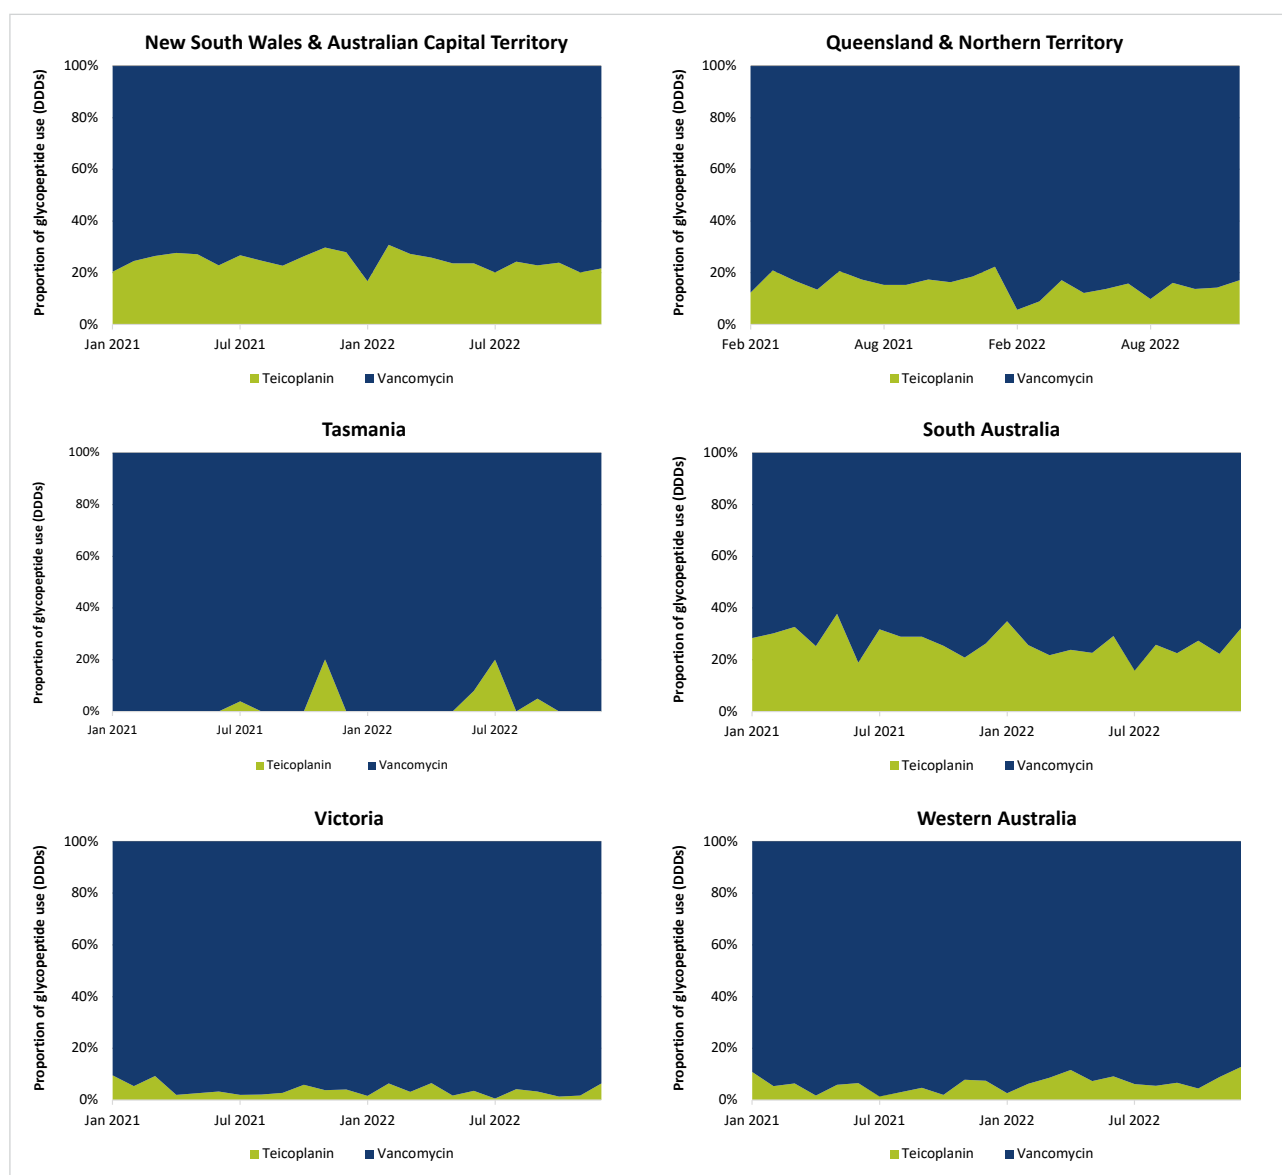 New South Wales & Australian Capital Territory
Proportion of glycopeptide use (DDDs)
100%
80%
60%
40%
20%
0%
Jan 2021 Jul 2021 Jan 2022 Jul 2022
Teicoplanin Vancomycin
Queensland & Northern Territory
Proportion of glycopeptide use (DDDs)
100%
80%
60%
40%
20%
0%
Feb 2021 Aug 2021 Feb 2022 Aug 2022
Teicoplanin Vancomycin
Tasmania
Proportion of glycopeptide use (DDDs)
100%
80%
60%
40%
20%
0%
Jan 2021 Jul 2021 Jan 2022 Jul 2022
Teicoplanin Vancomycin
South Australia
Proportion of glycopeptide use (DDDs)
100%
80%
60%
40%
20%
0%
Jan 2021 Jul 2021 Jan 2022 Jul 2022
Teicoplanin Vancomycin
Victoria
Proportion of glycopeptide use (DDDs)
100%
80%
60%
40%
20%
0%
Jan 2021 Jul 2021 Jan 2022 Jul 2022
Teicoplanin Vancomycin
Western Australia
Proportion of glycopeptide use (DDDs)
100%
80%
60%
40%
20%
0%
Jan 2021 Jul 2021 Jan 2022 Jul 2022
Teicoplanin Vancomycin